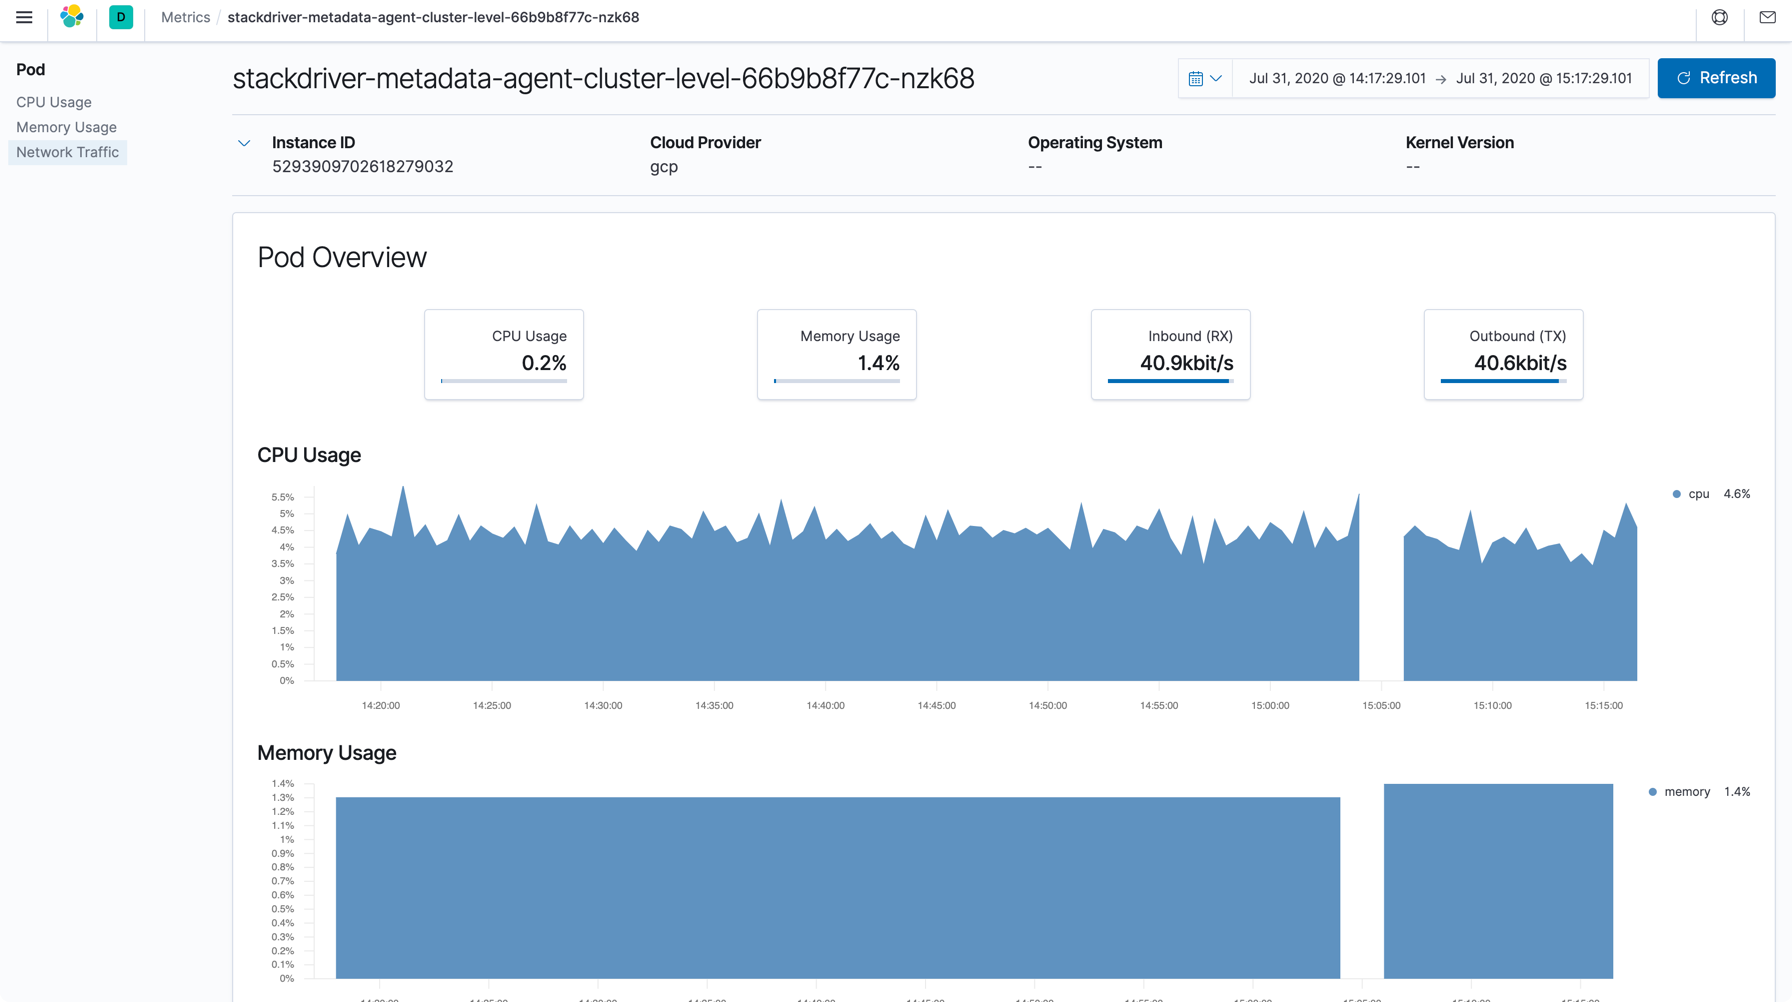 D Metrics / stackdriver-metadata-agent-cluster-level-66b9b8f77c-nzk68
Pod
CPU Usage
Memory Usage
Network Traffic
stackdriver-metadata-agent-cluster-level-66b9b8f77c-nzk68
Jul 31, 2020 @ 14:17:29.101 → Jul 31, 2020 @ 15:17:29.101
Refresh
Instance ID
5293909702618279032
Cloud Provider
gcp
Operating System
--
Kernel Version
--
Pod Overview
CPU Usage
0.2%
Memory Usage
1.4%
Inbound (RX)
40.9kbit/s
Outbound (TX)
40.6kbit/s
CPU Usage
5.5%
5%
4.5%
4%
3.5%
3%
2.5%
2%
1.5%
1%
0.5%
0%
14:20:00 14:25:00 14:30:00 14:35:00 14:40:00 14:45:00 14:50:00 14:55:00 15:00:00 15:05:00 15:10:00 15:15:00
cpu 4.6%
Memory Usage
1.4%
1.3%
1.2%
1.1%
1%
0.9%
0.8%
0.7%
0.6%
0.5%
0.4%
0.3%
0.2%
0.1%
0%
memory 1.4%